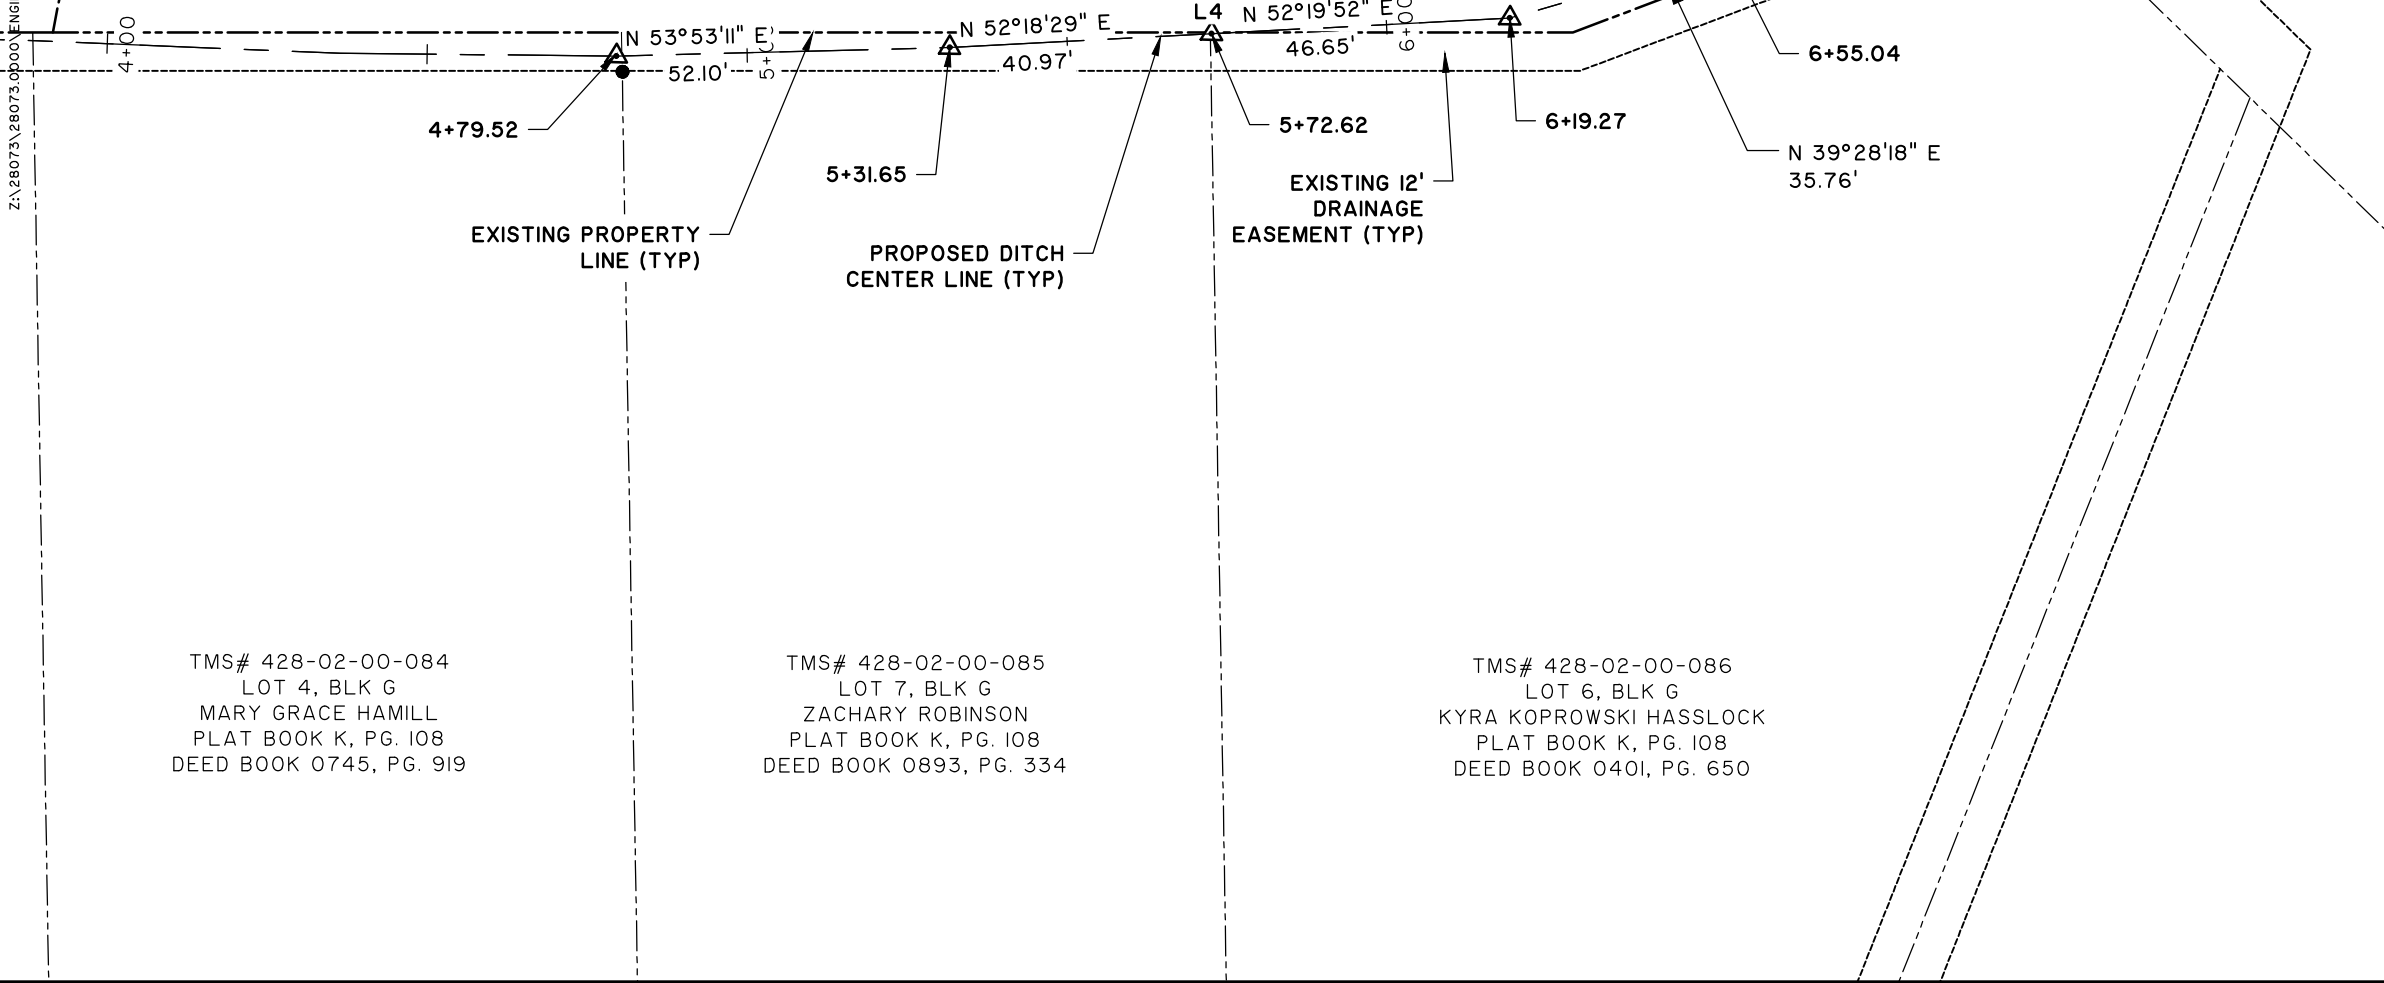 Z:\28073\28073.0000\ENGI
4+00
N 53°53'11" E
52.10'
N 52°18'29" E
40.97'
L4
N 52°19'52" E
46.65'
6+00
6+55.04
4+79.52
5+31.65
5+72.62
6+19.27
N 39°28'18" E
35.76'
EXISTING PROPERTY
LINE (TYP)
PROPOSED DITCH
CENTER LINE (TYP)
EXISTING 12'
DRAINAGE
EASEMENT (TYP)
TMS# 428-02-00-084
LOT 4, BLK G
MARY GRACE HAMILL
PLAT BOOK K, PG. 108
DEED BOOK 0745, PG. 919
TMS# 428-02-00-085
LOT 7, BLK G
ZACHARY ROBINSON
PLAT BOOK K, PG. 108
DEED BOOK 0893, PG. 334
TMS# 428-02-00-086
LOT 6, BLK G
KYRA KOPROWSKI HASSLOCK
PLAT BOOK K, PG. 108
DEED BOOK 0401, PG. 650